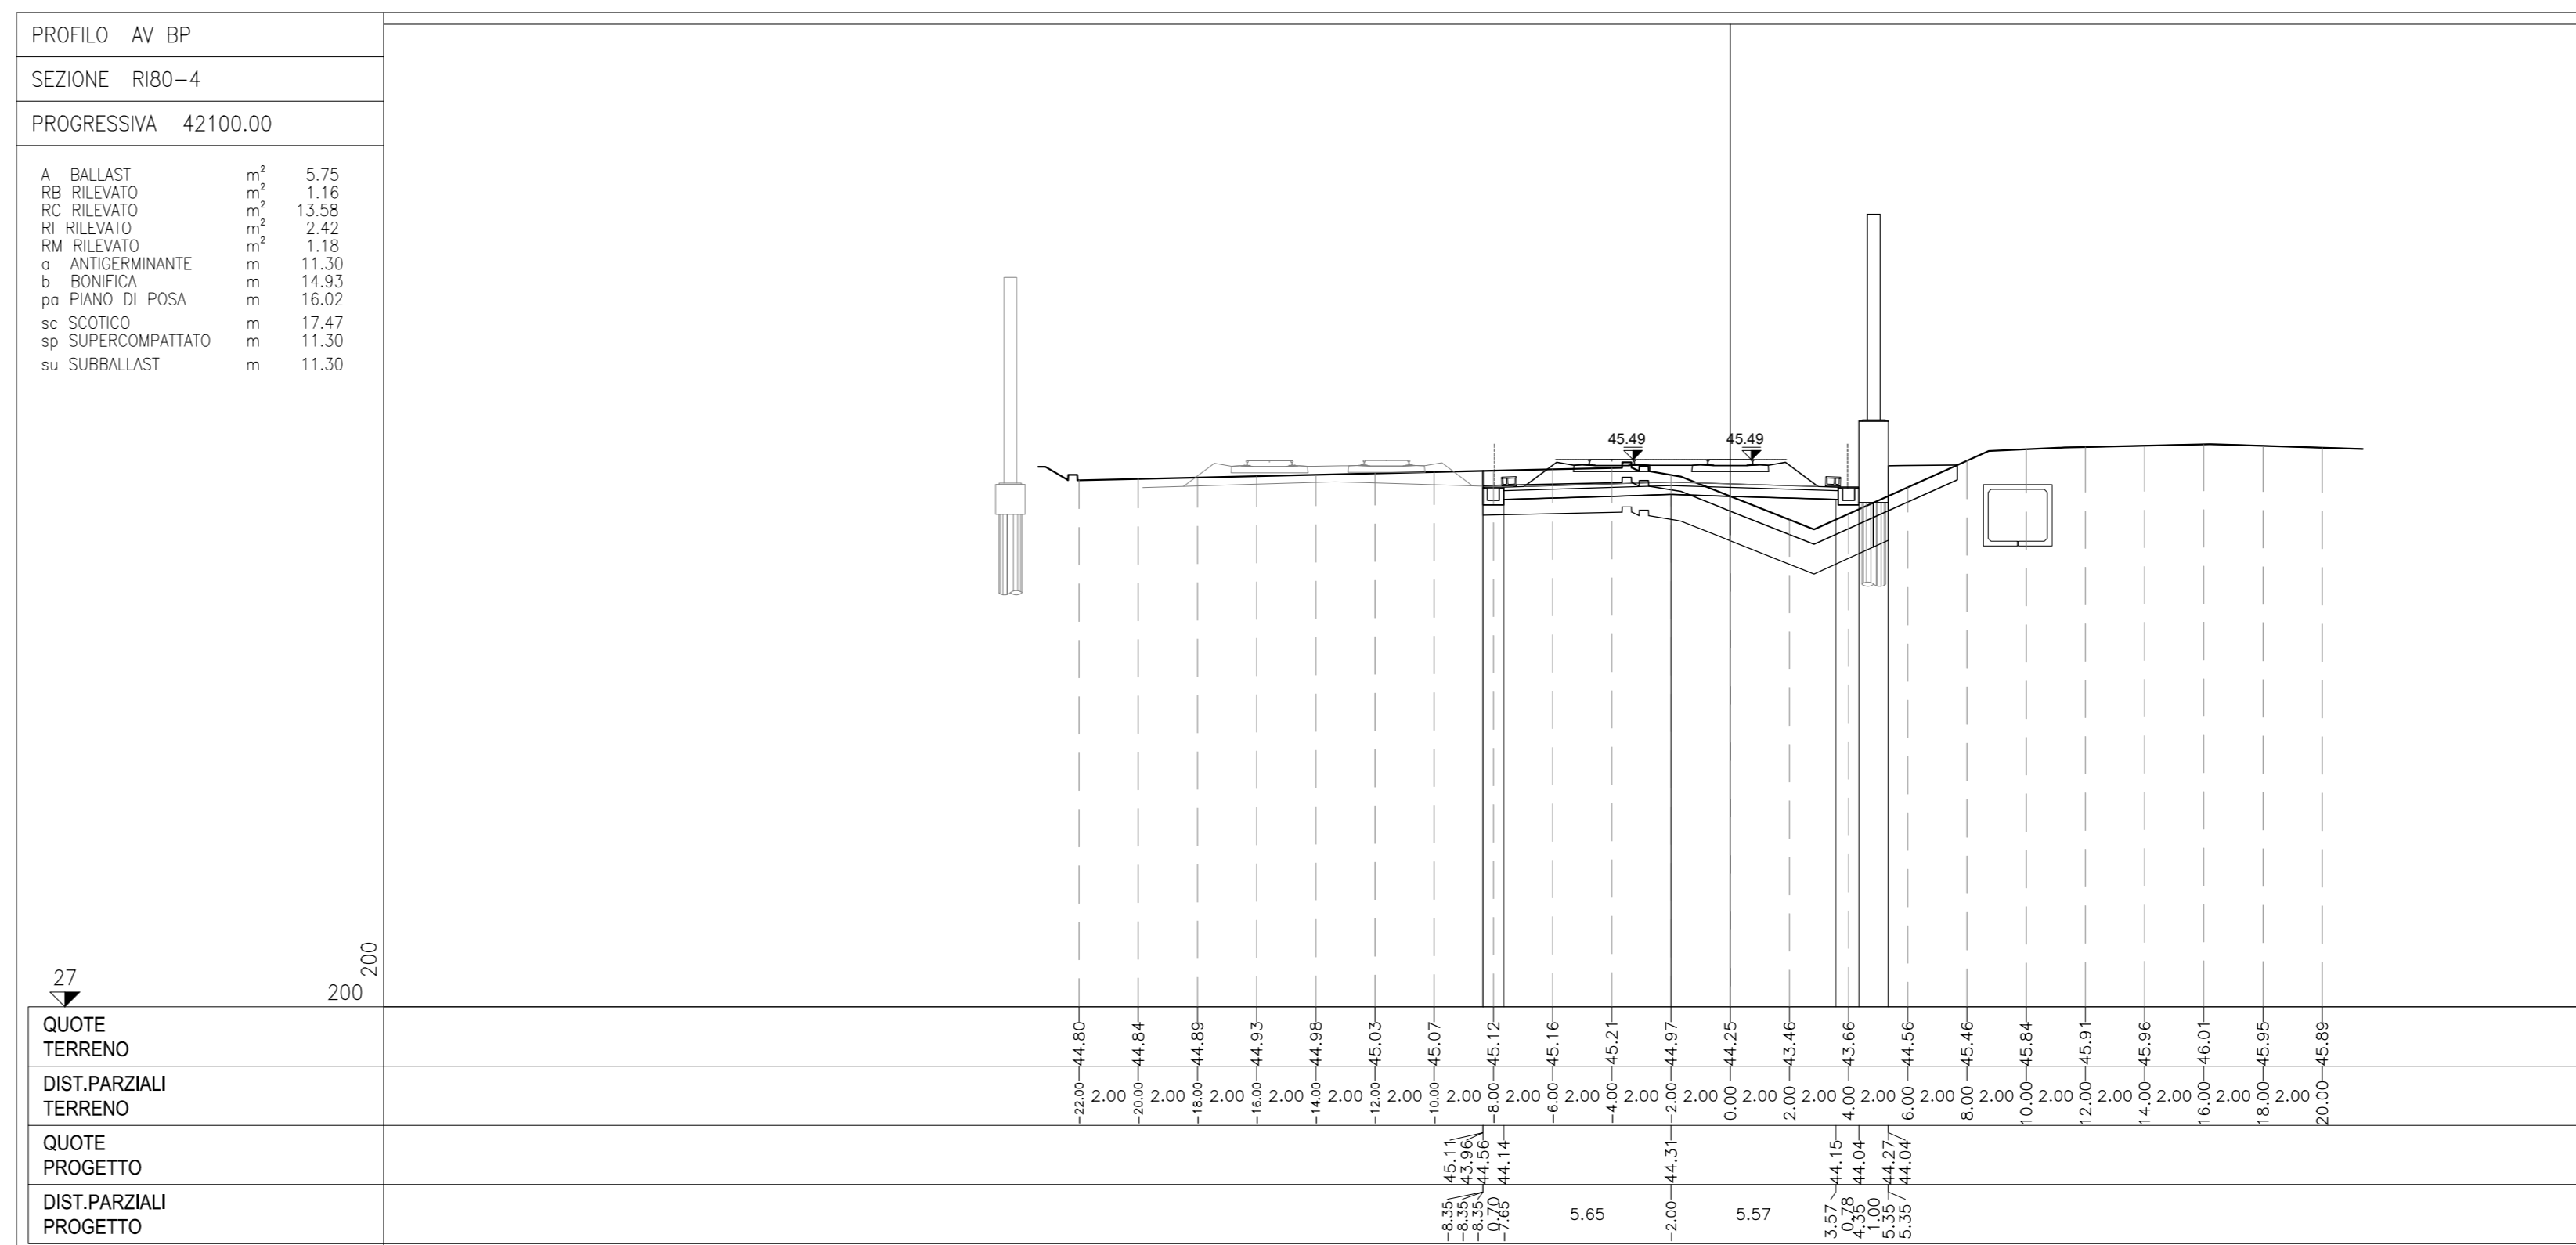 PROFILO AV BP
SEZIONE RI80-4
PROGRESSIVA 42100.00
A BALLAST m² 5.75
RB RILEVATO m² 1.16
RC RILEVATO m² 13.58
RI RILEVATO m² 2.42
RM RILEVATO m² 1.18
a ANTIGERMINANTE m 11.30
b BONIFICA m 14.93
pa PIANO DI POSA m 16.02
sc SCOTICO m 17.47
sp SUPERCOMPATTATO m 11.30
su SUBBALLAST m 11.30
45.49 45.49
200
27
200
QUOTE
TERRENO
44.80 44.84 44.89 44.93 44.98 45.03 45.07 45.12 45.16 45.21 44.97 44.25 43.46 43.66 44.56 45.46 45.84 45.91 45.96 46.01 45.95 45.89
DIST.PARZIALI
TERRENO
-22.00 2.00 -20.00 2.00 -18.00 2.00 -16.00 2.00 -14.00 2.00 -12.00 2.00 -10.00 2.00 -8.00 2.00 -6.00 2.00 -4.00 2.00 -2.00 2.00 0.00 2.00 2.00 2.00 4.00 2.00 6.00 2.00 8.00 2.00 10.00 2.00 12.00 2.00 14.00 2.00 16.00 2.00 18.00 2.00 20.00
QUOTE
PROGETTO
45.11 43.96 44.56 44.14 44.31 44.15 44.04 44.27 44.04
DIST.PARZIALI
PROGETTO
-8.35 -8.35 -8.35 0.70 -7.65 5.65 -2.00 5.57 3.57 0.78 4.35 1.00 5.35 5.35